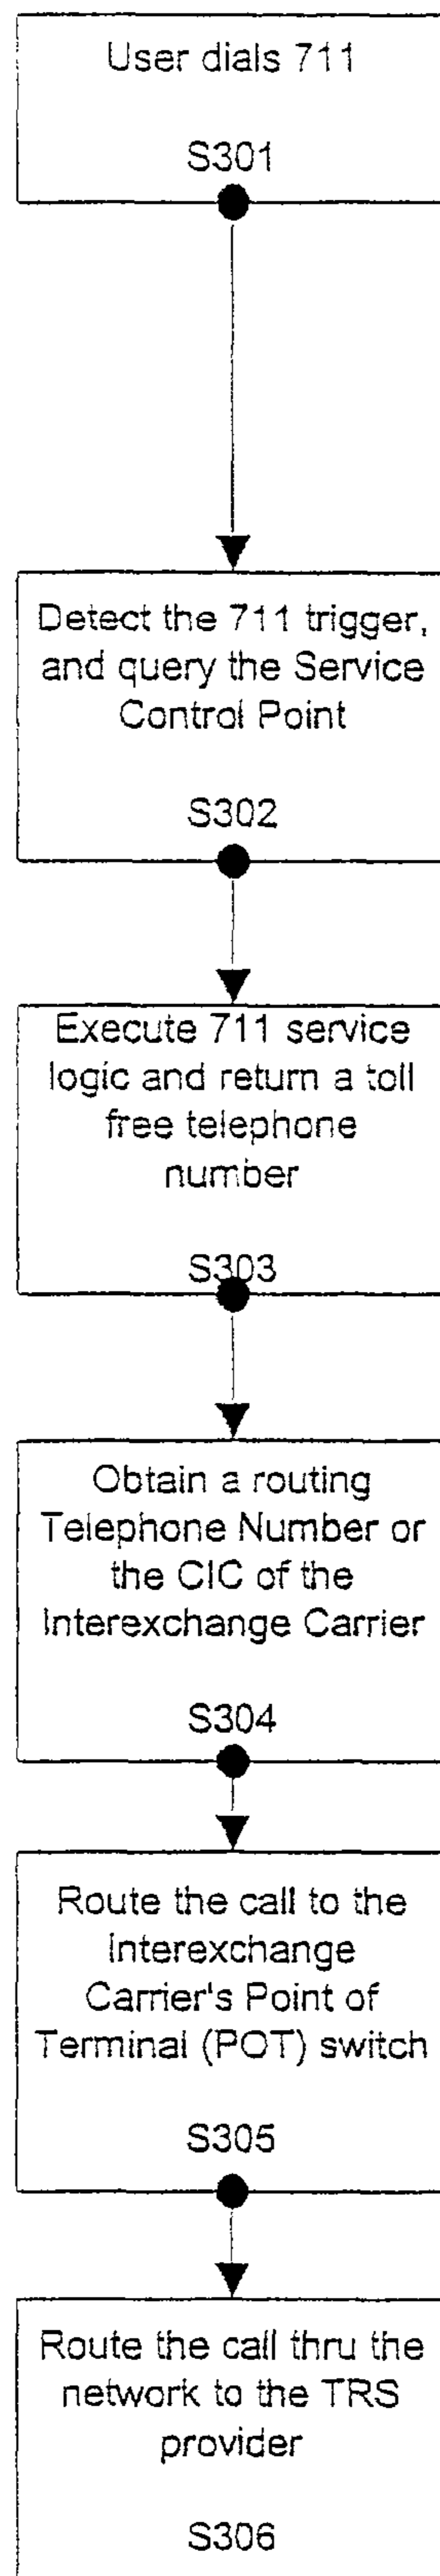 User dials 711
S301
Detect the 711 trigger,
and query the Service
Control Point
S302
Execute 711 service
logic and return a toll
free telephone
number
S303
Obtain a routing
Telephone Number or
the CIC of the
Interexchange Carrier
S304
Route the call to the
Interexchange
Carrier's Point of
Terminal (POT) switch
S305
Route the call thru the
network to the TRS
provider
S306